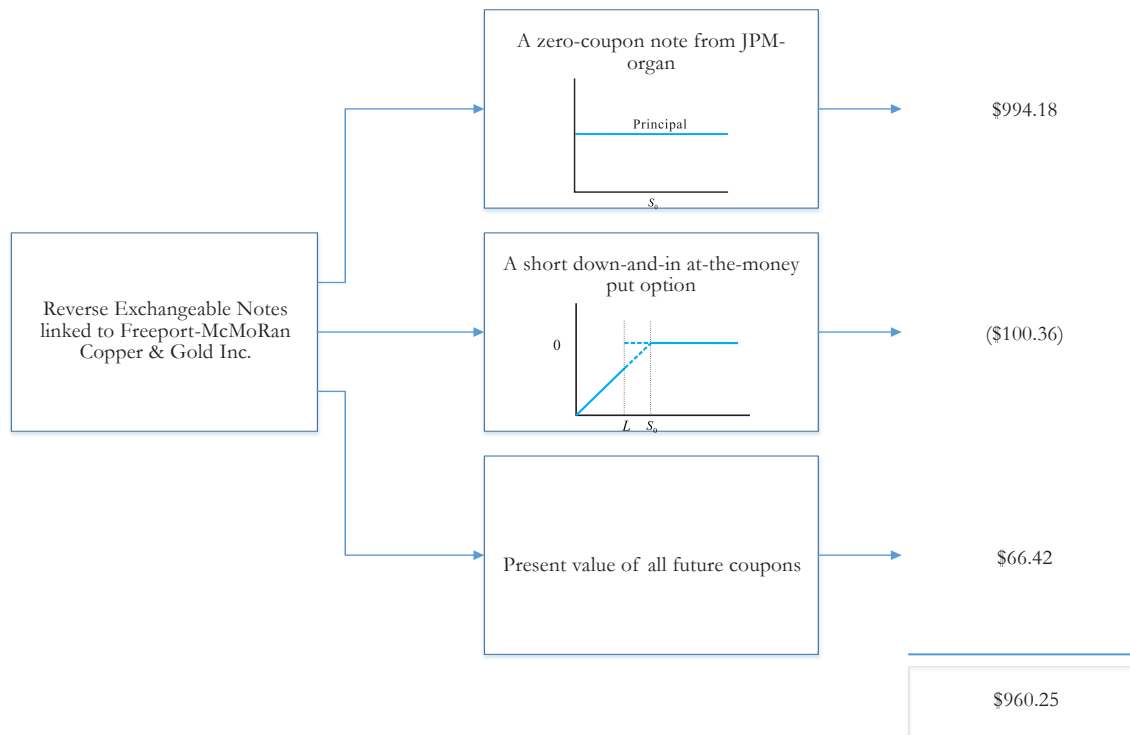 A zero-coupon note from JPM-
organ
Principal
S₀
$994.18
Reverse Exchangeable Notes
linked to Freeport-McMoRan
Copper & Gold Inc.
A short down-and-in at-the-money
put option
0
L S₀
($100.36)
Present value of all future coupons
$66.42
$960.25